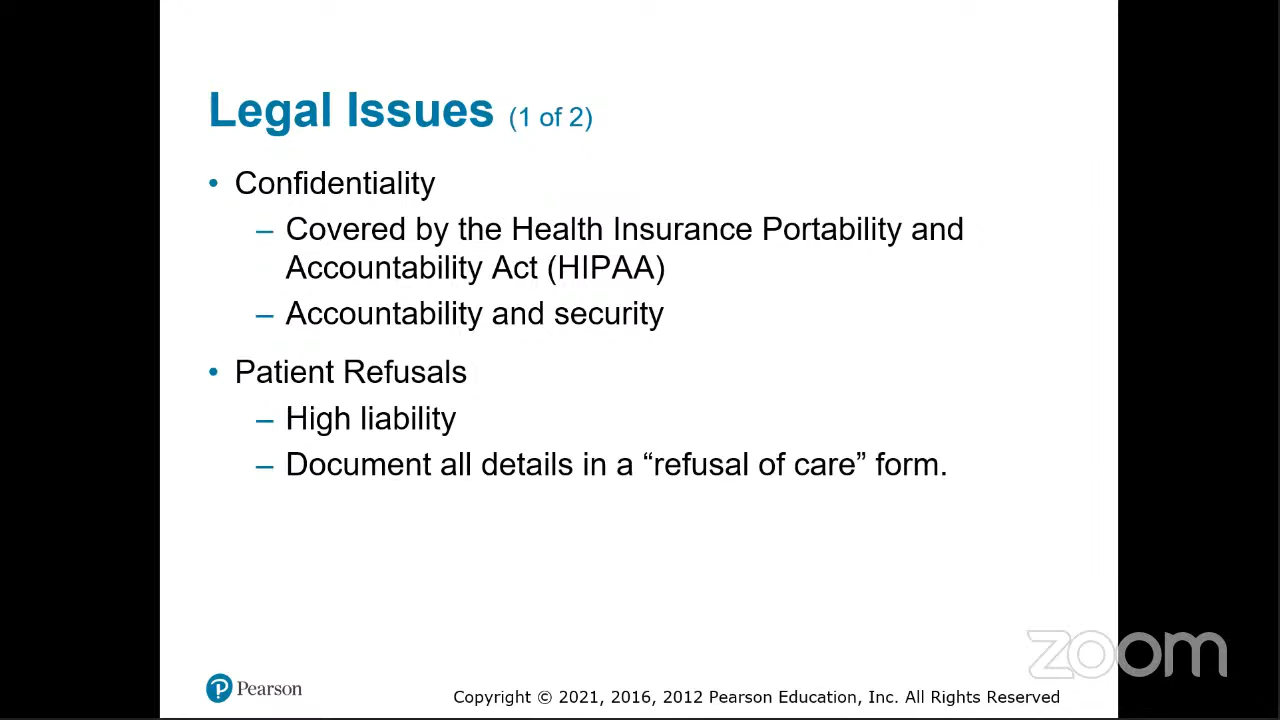 Legal Issues (1 of 2)
• Confidentiality
– Covered by the Health Insurance Portability and
Accountability Act (HIPAA)
– Accountability and security
• Patient Refusals
– High liability
– Document all details in a “refusal of care” form.
zoom
Pearson
Copyright © 2021, 2016, 2012 Pearson Education, Inc. All Rights Reserved